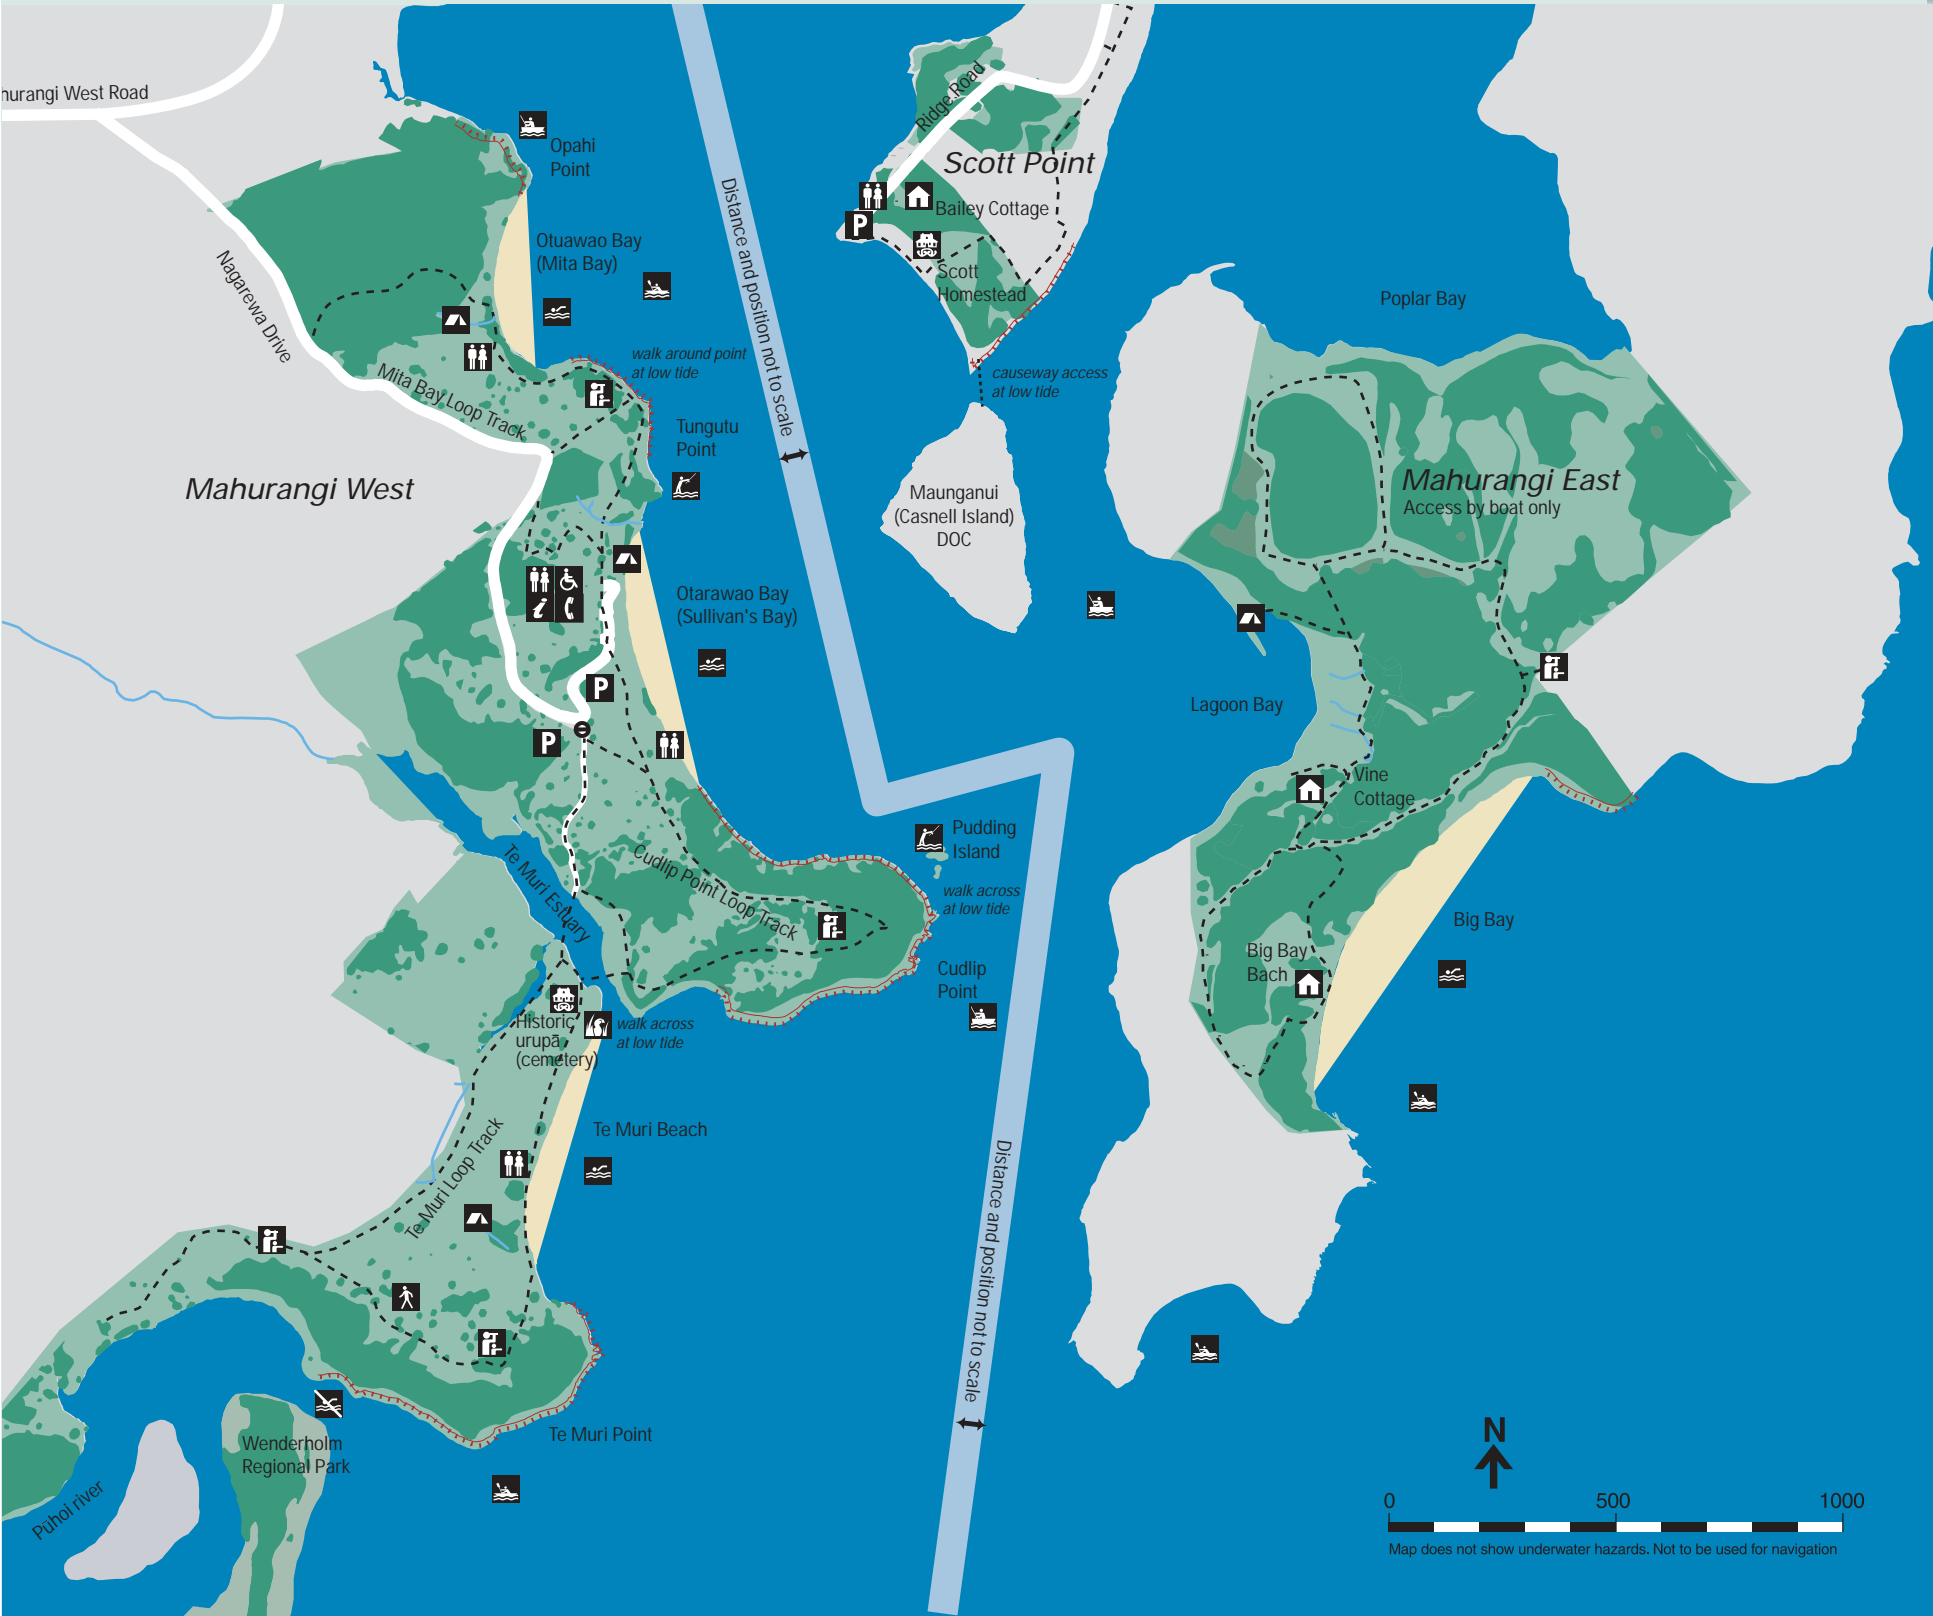 hurangi West Road
Opahi
Point
Ridge Road
Scott Point
Bailey Cottage
P
Scott
Homestead
Otuawao Bay
(Mita Bay)
Nagarewa Drive
Distance and position not to scale
Poplar Bay
walk around point
at low tide
causeway access
at low tide
Mita Bay Loop Track
Tungutu
Point
Mahurangi West
Maunganui
(Casnell Island)
DOC
Mahurangi East
Access by boat only
i
Otarawao Bay
(Sullivan's Bay)
P
P
Lagoon Bay
Vine
Cottage
Pudding
Island
walk across
at low tide
Te Muri Estuary
Cudlip Point Loop Track
Big Bay
Big Bay
Bach
Cudlip
Point
Historic
urupā
(cemetery)
walk across
at low tide
Te Muri Beach
Te Muri Loop Track
Distance and position not to scale
Te Muri Point
Wenderholm
Regional Park
Pūhoi river
N
0 500 1000
Map does not show underwater hazards. Not to be used for navigation